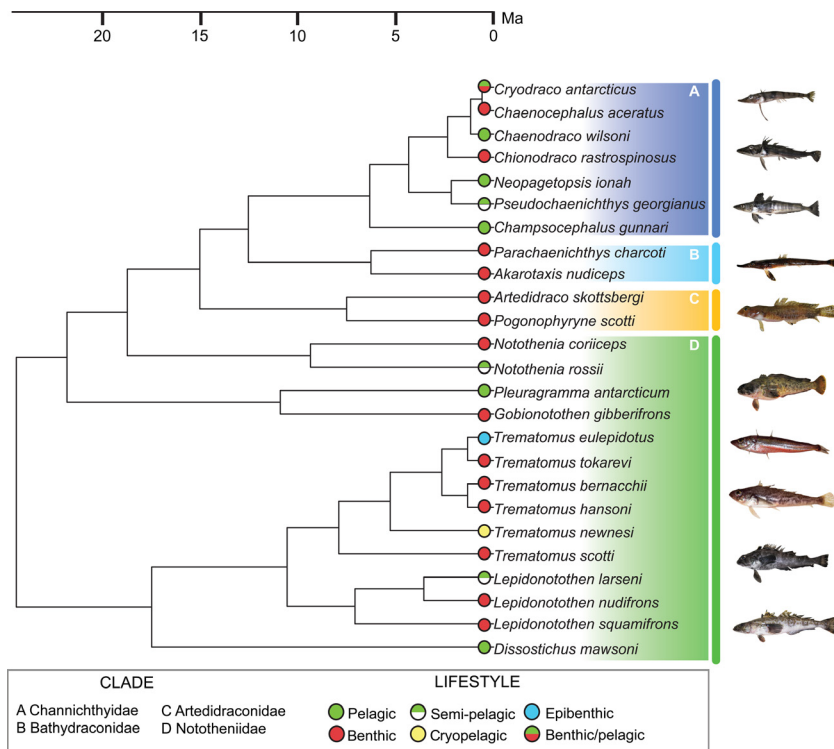 Ma
20 15 10 5 0
Cryodraco antarcticus A
Chaenocephalus aceratus
Chaenodraco wilsoni
Chionodraco rastrospinosus
Neopagetopsis ionah
Pseudochaenichthys georgianus
Champsocephalus gunnari
Parachaenichthys charcoti B
Akarotaxis nudiceps
Artedidraco skottsbergi C
Pogonophyryne scotti
Notothenia coriiceps D
Notothenia rossii
Pleuragramma antarcticum
Gobionotothen gibberifrons
Trematomus eulepidotus
Trematomus tokarevi
Trematomus bernacchii
Trematomus hansoni
Trematomus newnesi
Trematomus scotti
Lepidonotothen larseni
Lepidonotothen nudifrons
Lepidonotothen squamifrons
Dissostichus mawsoni
CLADE LIFESTYLE
A Channichthyidae C Artedidraconidae Pelagic Semi-pelagic Epibenthic
B Bathydraconidae D Nototheniidae Benthic Cryopelagic Benthic/pelagic